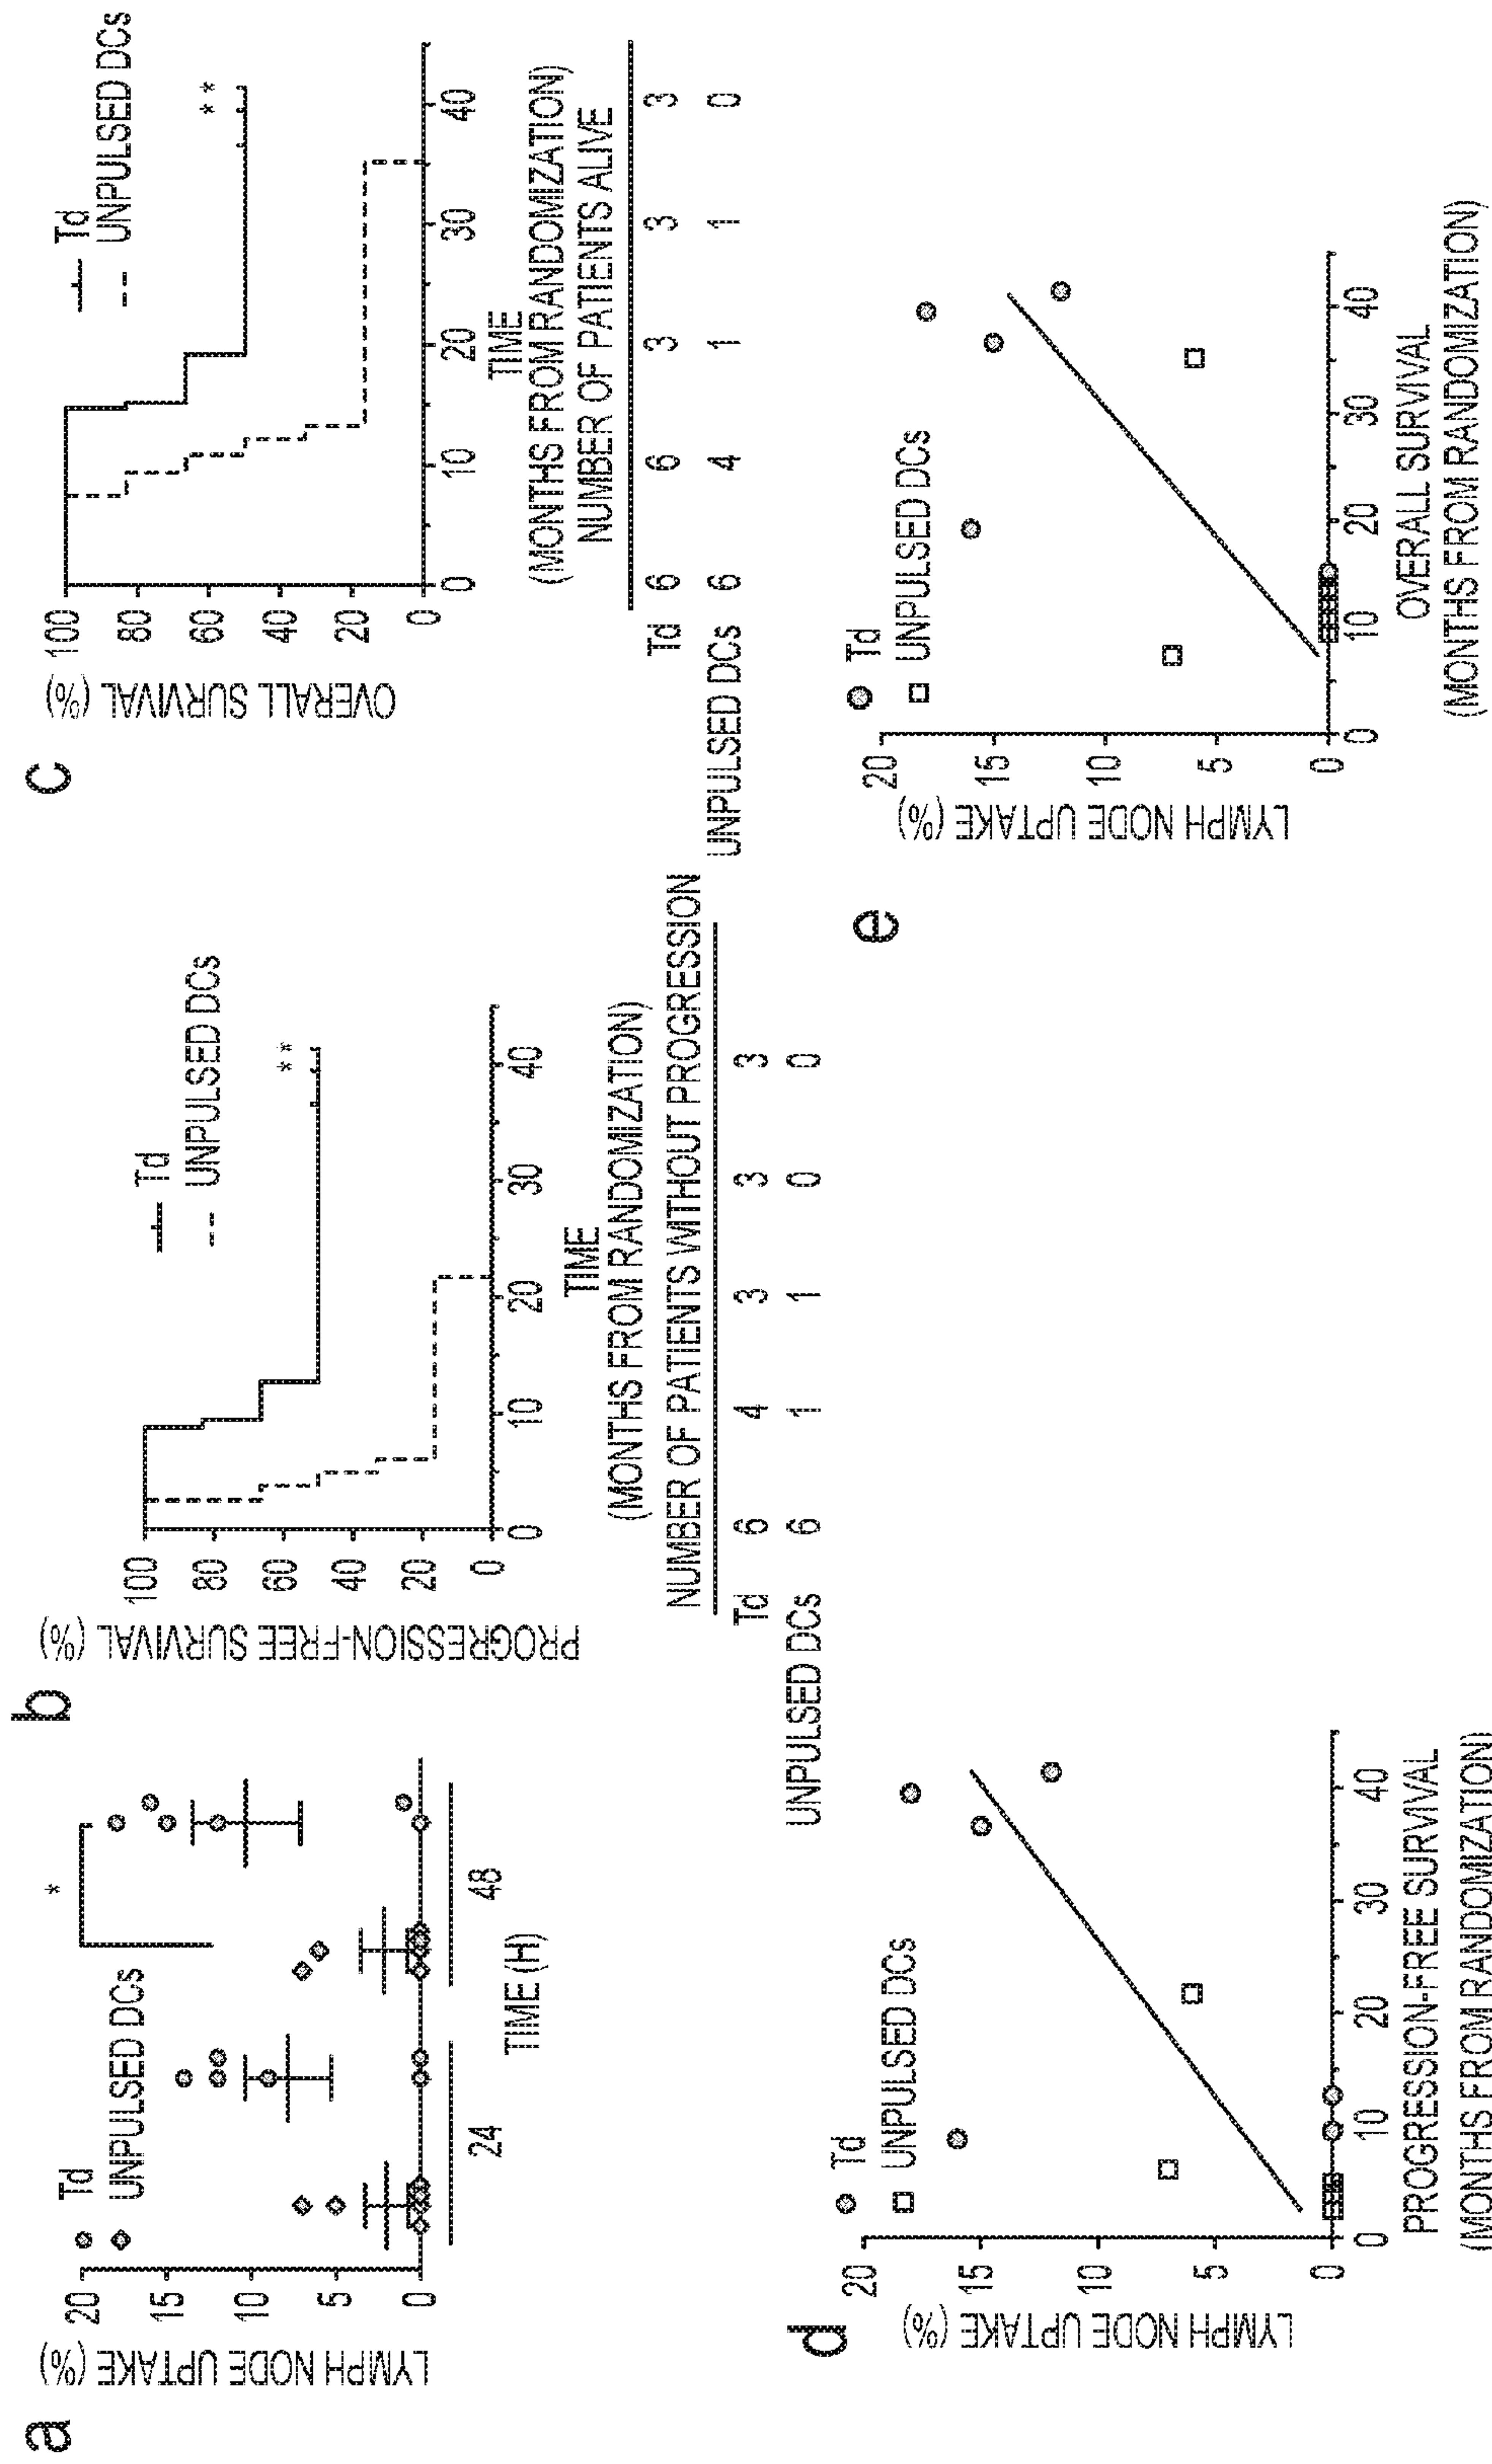 a
LYMPH NODE UPTAKE (%)
20
15
10
5
0
Td
UNPULSED DCs
*
24
48
TIME (H)
b
PROGRESSION-FREE SURVIVAL
(%)
100
80
60
40
20
0
Td
UNPULSED DCs
**
0 10 20 30 40
TIME
(MONTHS FROM RANDOMIZATION)
NUMBER OF PATIENTS WITHOUT PROGRESSION
Td 6 4 3 3 3
UNPULSED DCs 6 1 1 0 0
c
OVERALL SURVIVAL (%)
100
80
60
40
20
0
Td
UNPULSED DCs
**
0 10 20 30 40
TIME
(MONTHS FROM RANDOMIZATION)
NUMBER OF PATIENTS ALIVE
Td 6 6 3 3 3
UNPULSED DCs 6 4 1 1 0
d
LYMPH NODE UPTAKE (%)
20
15
10
5
0
Td
UNPULSED DCs
0 10 20 30 40
PROGRESSION-FREE SURVIVAL
(MONTHS FROM RANDOMIZATION)
e
LYMPH NODE UPTAKE (%)
20
15
10
5
0
Td
UNPULSED DCs
0 10 20 30 40
OVERALL SURVIVAL
(MONTHS FROM RANDOMIZATION)